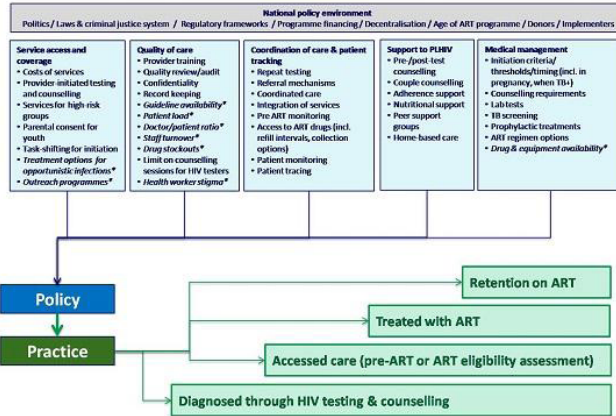 National policy environment
Politics / Laws & criminal justice system / Regulatory frameworks / Programme financing / Decentralisation / Age of ART programme / Donors / Implementers
Service access and
coverage
• Costs of services
• Provider-initiated testing
and counselling
• Services for high-risk
groups
• Parental consent for
youth
• Task-shifting for initiation
• Treatment options for
opportunistic infections*
• Outreach programmes*
Quality of care
• Provider training
• Quality review/audit
• Confidentiality
• Record keeping
• Guideline availability*
• Patient load*
• Doctor/patient ratio*
• Staff turnover*
• Drug stockouts*
• Limit on counselling
sessions for HIV testers
• Health worker stigma*
Coordination of care & patient
tracking
• Repeat testing
• Referral mechanisms
• Coordinated care
• Integration of services
• Pre ART monitoring
• Access to ART drugs (incl.
refill intervals, collection
options)
• Patient monitoring
• Patient tracing
Support to PLHIV
• Pre-/post-test
counselling
• Couple counselling
• Adherence support
• Nutritional support
• Peer support
groups
• Home-based care
Medical management
• Initiation criteria/
thresholds/timing (incl. in
pregnancy, when TB+)
• Counselling requirements
• Lab tests
• TB screening
• Prophylactic treatments
• ART regimen options
• Drug & equipment availability*
Policy
Practice
Retention on ART
Treated with ART
Accessed care (pre-ART or ART eligibility assessment)
Diagnosed through HIV testing & counselling